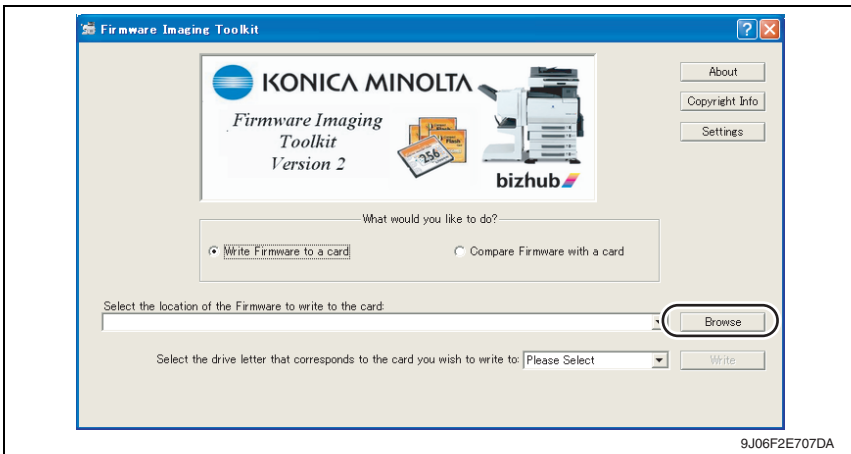 Firmware Imaging Toolkit
KONICA MINOLTA
Firmware Imaging
Toolkit
Version 2
256
bizhub
About
Copyright Info
Settings
What would you like to do?
Write Firmware to a card
Compare Firmware with a card
Select the location of the Firmware to write to the card:
Browse
Select the drive letter that corresponds to the card you wish to write to: Please Select
Write
9J06F2E707DA